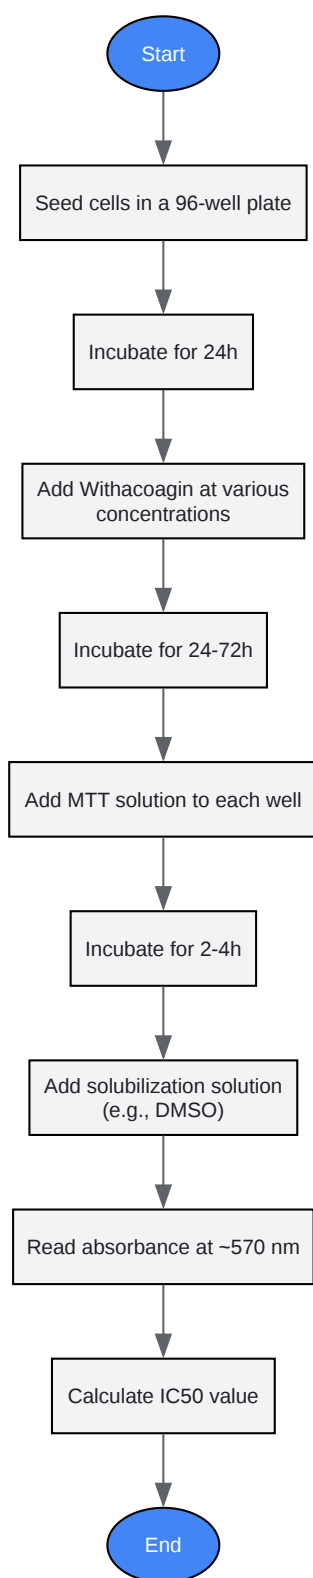 Start
Seed cells in a 96-well plate
Incubate for 24h
Add Withacoagin at various
concentrations
Incubate for 24-72h
Add MTT solution to each well
Incubate for 2-4h
Add solubilization solution
(e.g., DMSO)
Read absorbance at ~570 nm
Calculate IC50 value
End